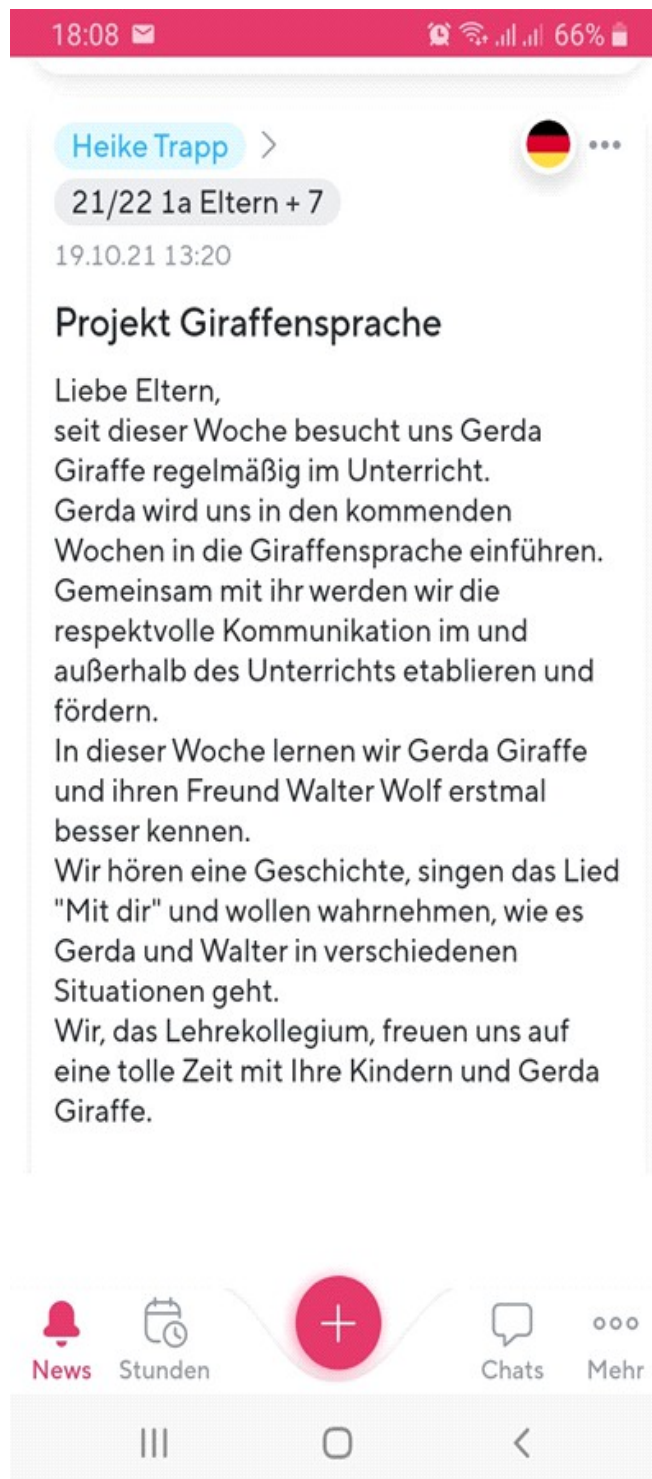 18:08 66%
Heike Trapp
21/22 1a Eltern + 7
19.10.21 13:20
Projekt Giraffensprache
Liebe Eltern,
seit dieser Woche besucht uns Gerda
Giraffe regelmäßig im Unterricht.
Gerda wird uns in den kommenden
Wochen in die Giraffensprache einführen.
Gemeinsam mit ihr werden wir die
respektvolle Kommunikation im und
außerhalb des Unterrichts etablieren und
fördern.
In dieser Woche lernen wir Gerda Giraffe
und ihren Freund Walter Wolf erstmal
besser kennen.
Wir hören eine Geschichte, singen das Lied
"Mit dir" und wollen wahrnehmen, wie es
Gerda und Walter in verschiedenen
Situationen geht.
Wir, das Lehrekollegium, freuen uns auf
eine tolle Zeit mit Ihre Kindern und Gerda
Giraffe.
News Stunden Chats Mehr